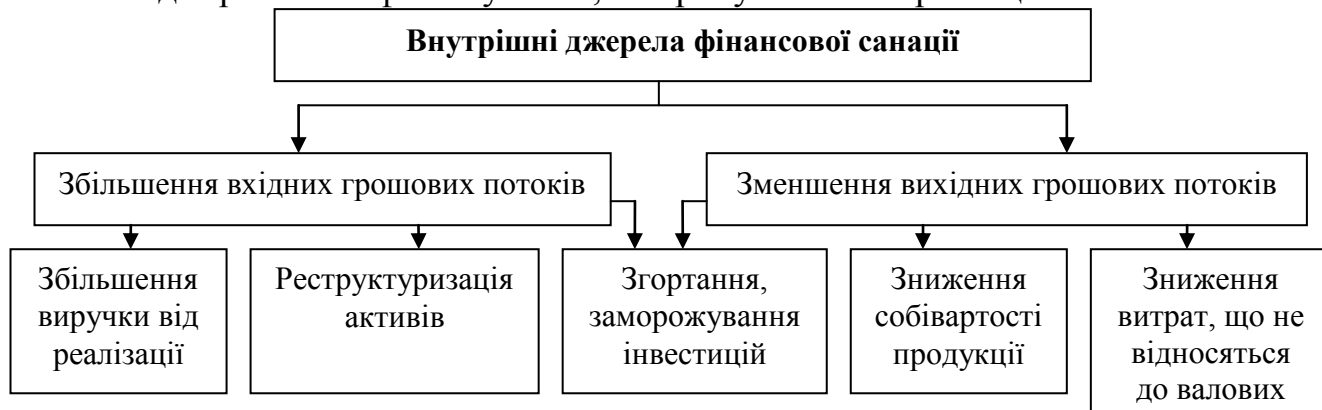 Внутрішні джерела фінансової санації
Збільшення вхідних грошових потоків
Зменшення вихідних грошових потоків
Збільшення
виручки від
реалізації
Реструктуризація
активів
Згортання,
заморожування
інвестицій
Зниження
собівартості
продукції
Зниження
витрат, що не
відносяться
до валових